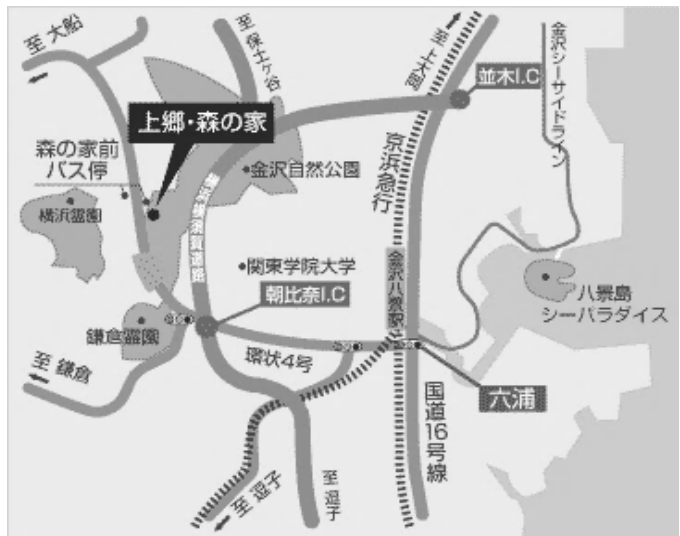 至 大船
至 保土ヶ谷
至 上大岡
並木I.C
金沢シーサイドライン
上郷・森の家
森の家前
バス停
京浜急行
金沢自然公園
横浜霊園
横浜横須賀道路
関東学院大学
金沢八景駅
朝比奈I.C
八景島
シーパラダイス
鎌倉霊園
環状4号
至 鎌倉
六浦
国道16号線
至 逗子
至 逗子